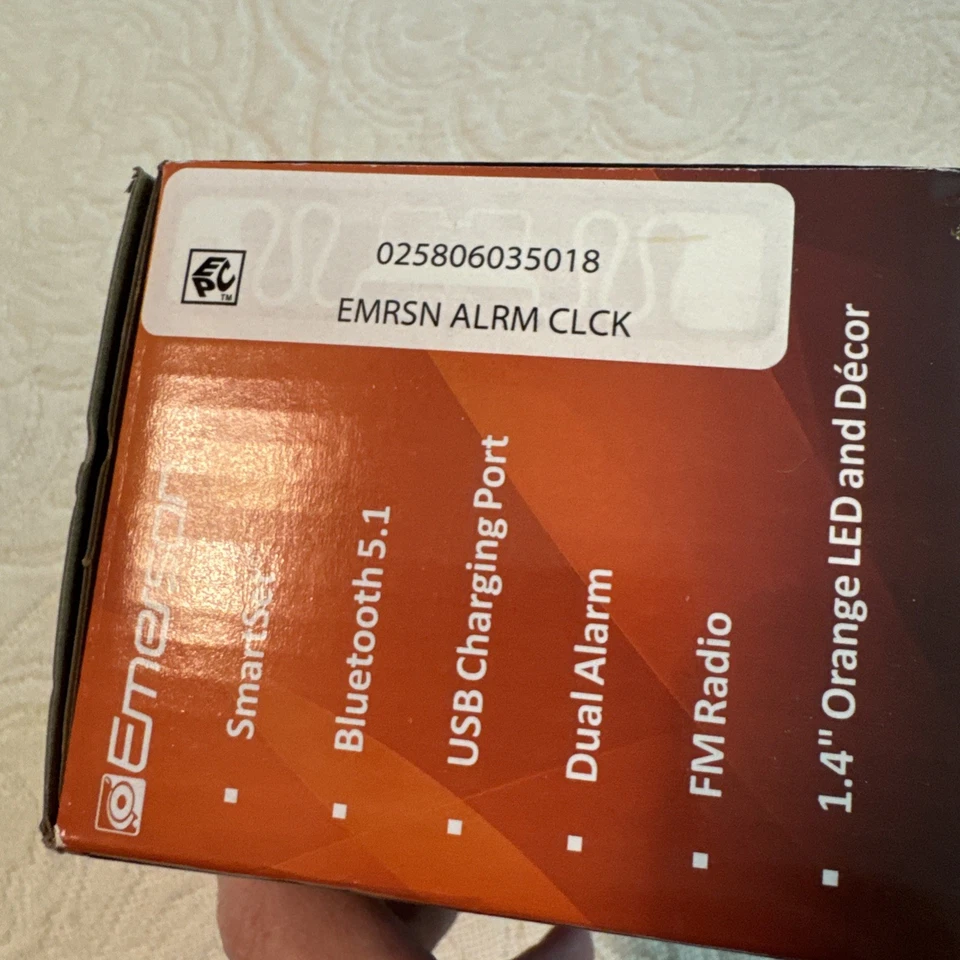 EPC
TM
025806035018
EMRSN ALRM CLCK
Emerson
▪ SmartSet
▪ Bluetooth 5.1
▪ USB Charging Port
▪ Dual Alarm
▪ FM Radio
▪ 1.4" Orange LED and Décor